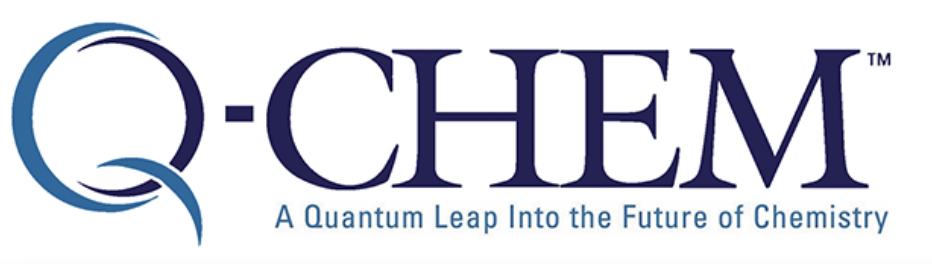 Q-CHEM™
A Quantum Leap Into the Future of Chemistry